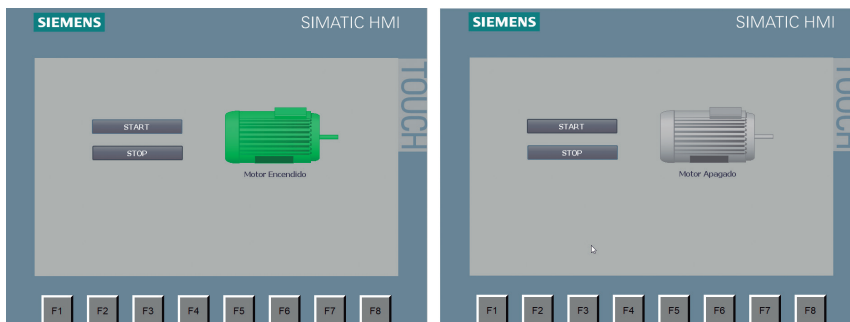 SIEMENS
SIMATIC HMI
TOUCH
START
STOP
Motor Encendido
F1 F2 F3 F4 F5 F6 F7 F8
SIEMENS
SIMATIC HMI
TOUCH
START
STOP
Motor Apagado
F1 F2 F3 F4 F5 F6 F7 F8